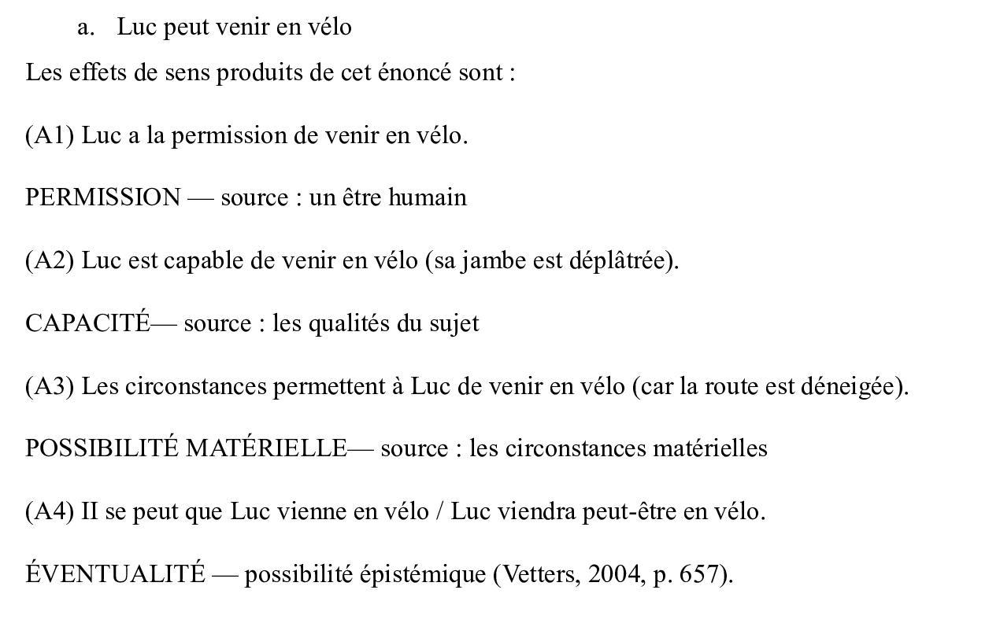 a. Luc peut venir en vélo
Les effets de sens produits de cet énoncé sont :
(A1) Luc a la permission de venir en vélo.
PERMISSION — source : un être humain
(A2) Luc est capable de venir en vélo (sa jambe est déplâtrée).
CAPACITÉ— source : les qualités du sujet
(A3) Les circonstances permettent à Luc de venir en vélo (car la route est déneigée).
POSSIBILITÉ MATÉRIELLE— source : les circonstances matérielles
(A4) II se peut que Luc vienne en vélo / Luc viendra peut-être en vélo.
ÉVENTUALITÉ — possibilité épistémique (Vetters, 2004, p. 657).